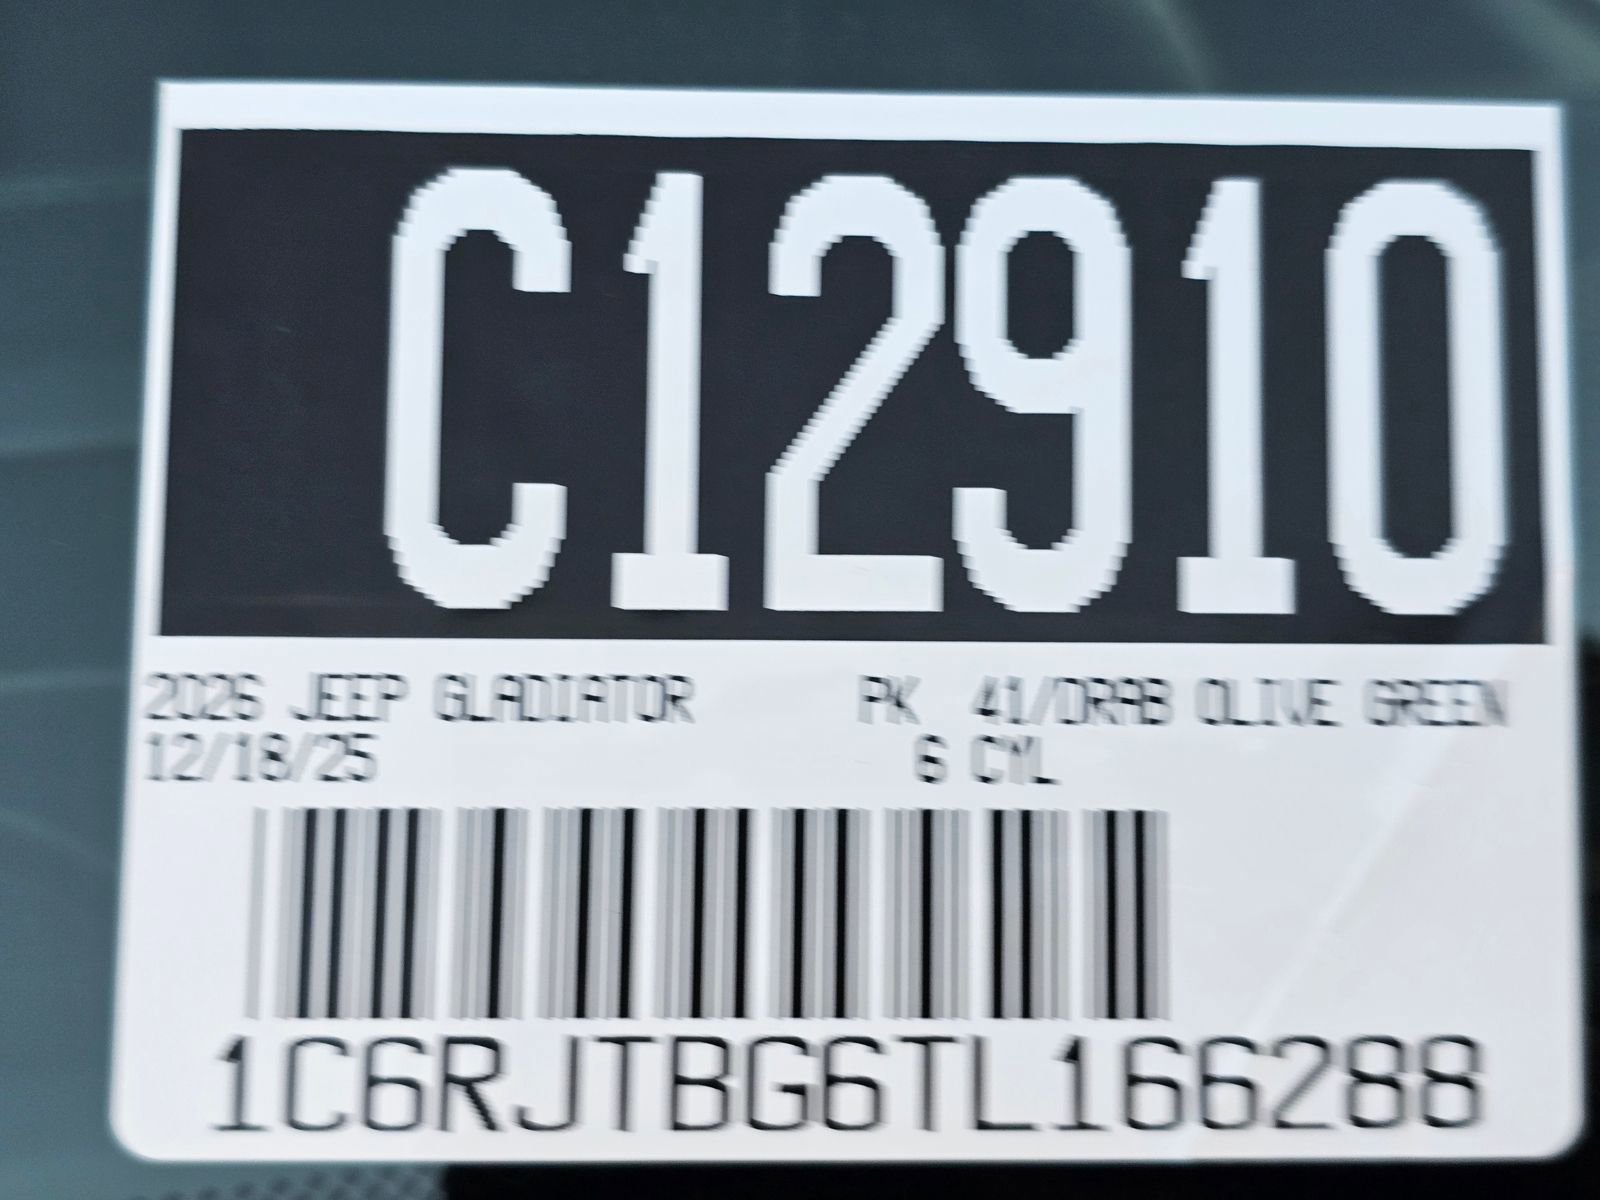 C12910
2026 JEEP GLADIATOR PK 41/DRAB OLIVE GREEN
12/18/25 6 CYL
1C6RJTBG6TL166288